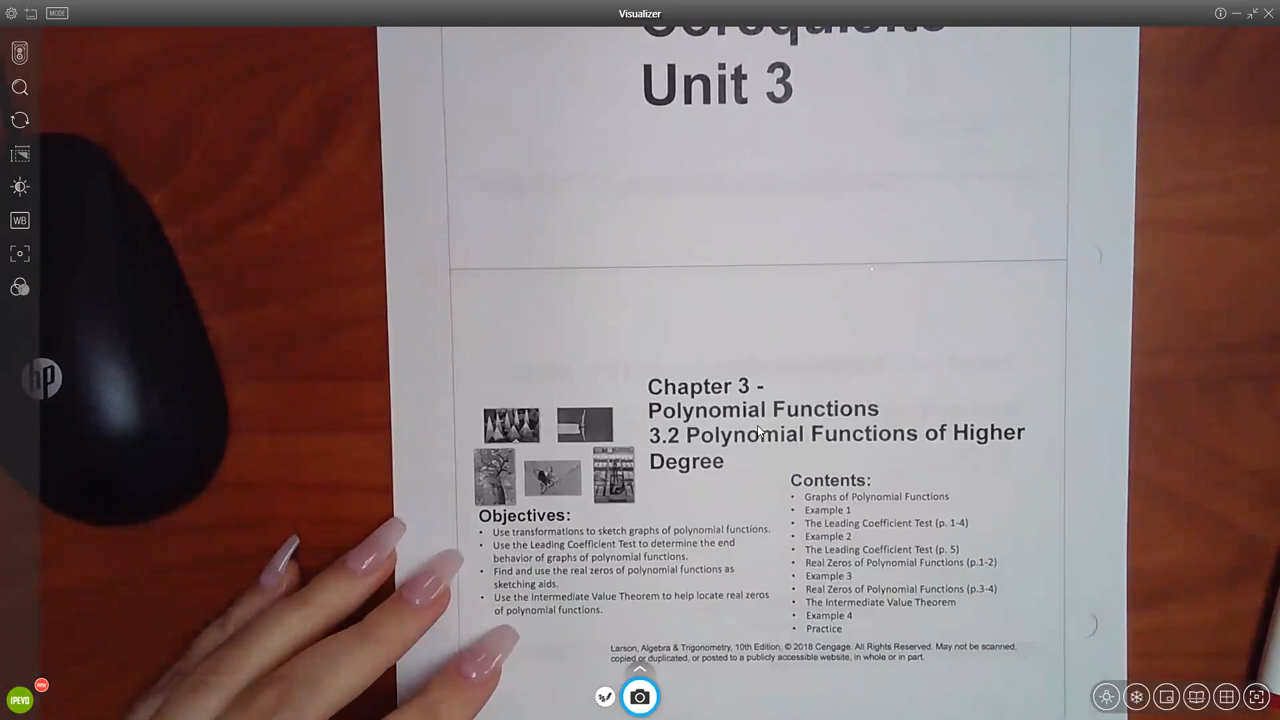 MODE
Visualizer
WB
hp
Corequisite
Unit 3
Chapter 3 -
Polynomial Functions
3.2 Polynomial Functions of Higher
Degree
Objectives:
• Use transformations to sketch graphs of polynomial functions.
• Use the Leading Coefficient Test to determine the end
behavior of graphs of polynomial functions.
• Find and use the real zeros of polynomial functions as
sketching aids.
• Use the Intermediate Value Theorem to help locate real zeros
of polynomial functions.
Contents:
• Graphs of Polynomial Functions
• Example 1
• The Leading Coefficient Test (p. 1-4)
• Example 2
• The Leading Coefficient Test (p. 5)
• Real Zeros of Polynomial Functions (p.1-2)
• Example 3
• Real Zeros of Polynomial Functions (p.3-4)
• The Intermediate Value Theorem
• Example 4
• Practice
Larson, Algebra & Trigonometry, 10th Edition. © 2018 Cengage. All Rights Reserved. May not be scanned,
copied or duplicated, or posted to a publicly accessible website, in whole or in part.
IPEVO
new